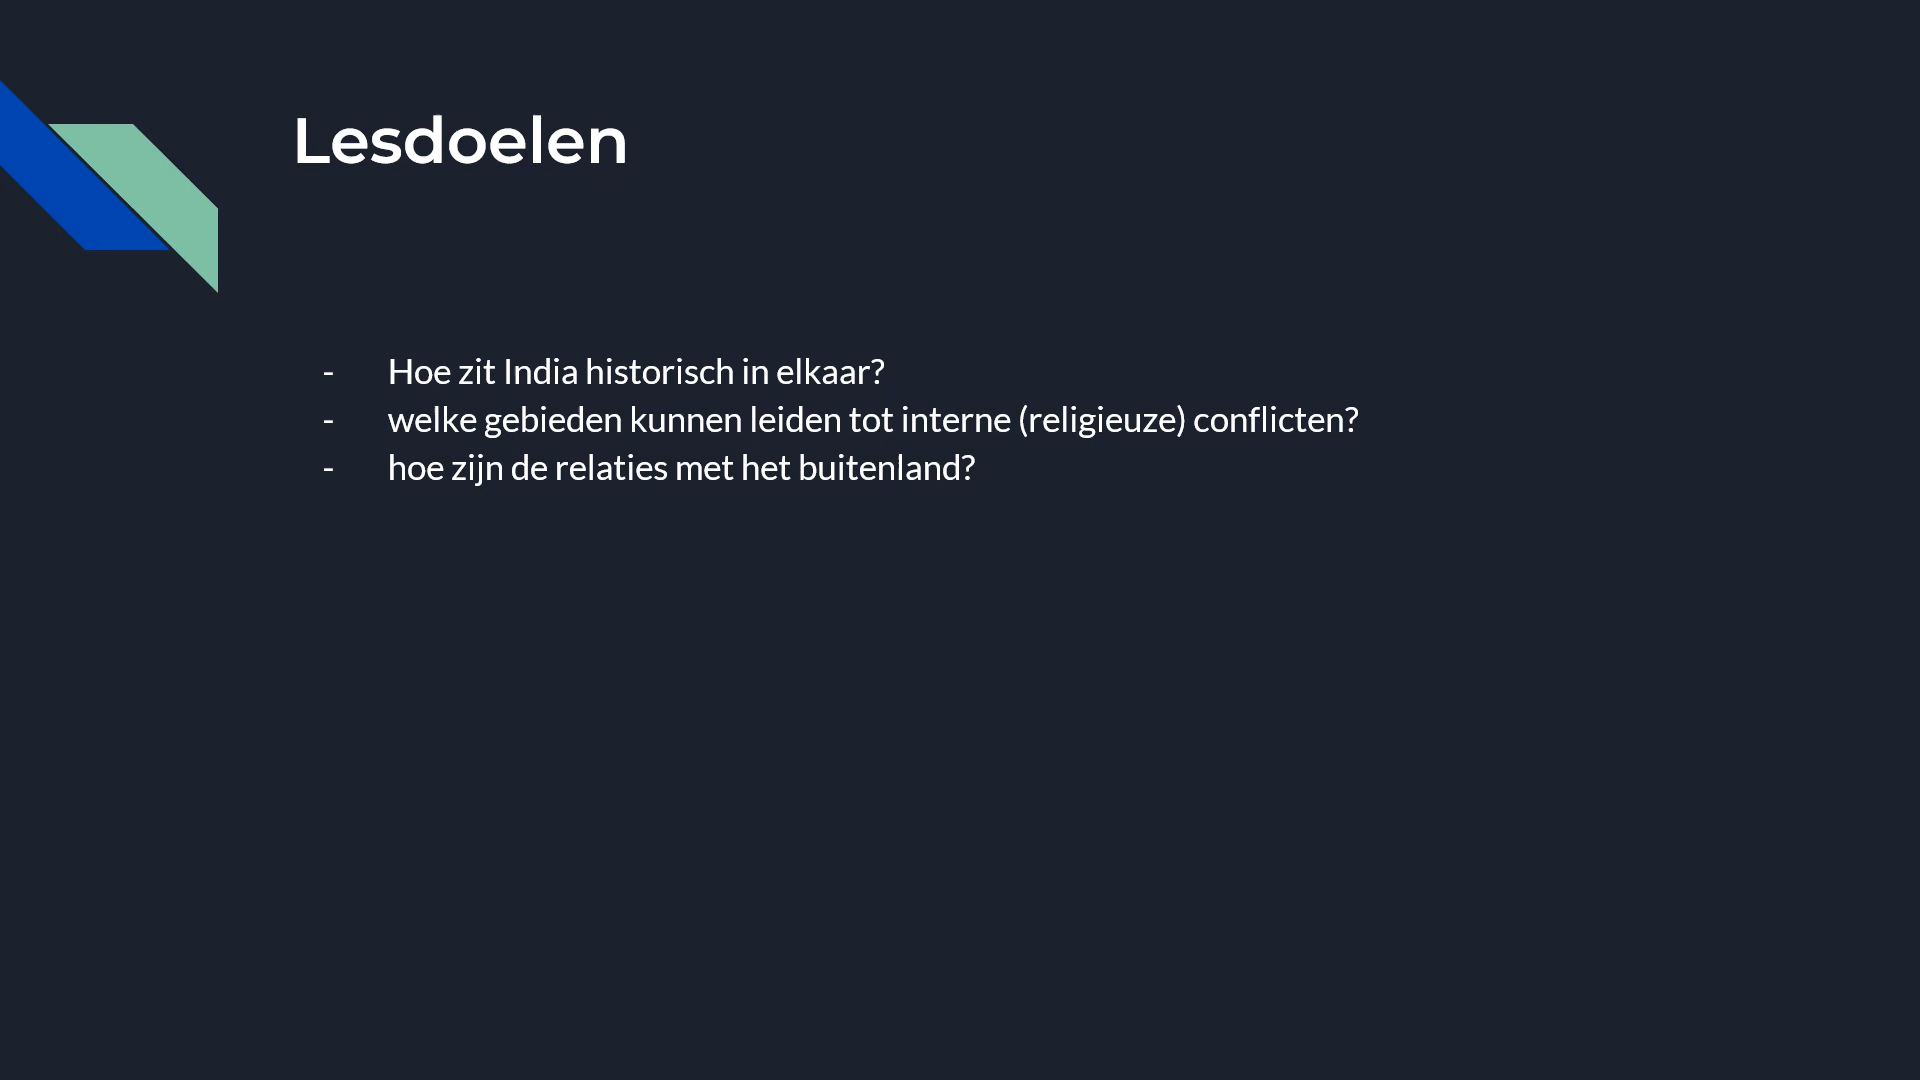 Lesdoelen
- Hoe zit India historisch in elkaar?
- welke gebieden kunnen leiden tot interne (religieuze) conflicten?
- hoe zijn de relaties met het buitenland?